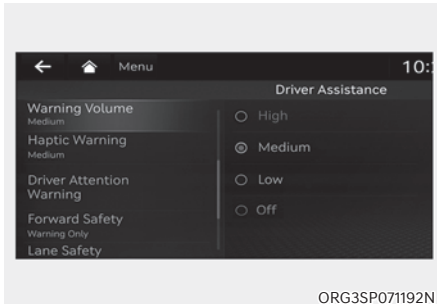 Menu
10:
Driver Assistance
Warning Volume
Medium
Haptic Warning
Medium
Driver Attention
Warning
Forward Safety
Warning Only
Lane Safety
High
Medium
Low
Off
ORG3SP071192N